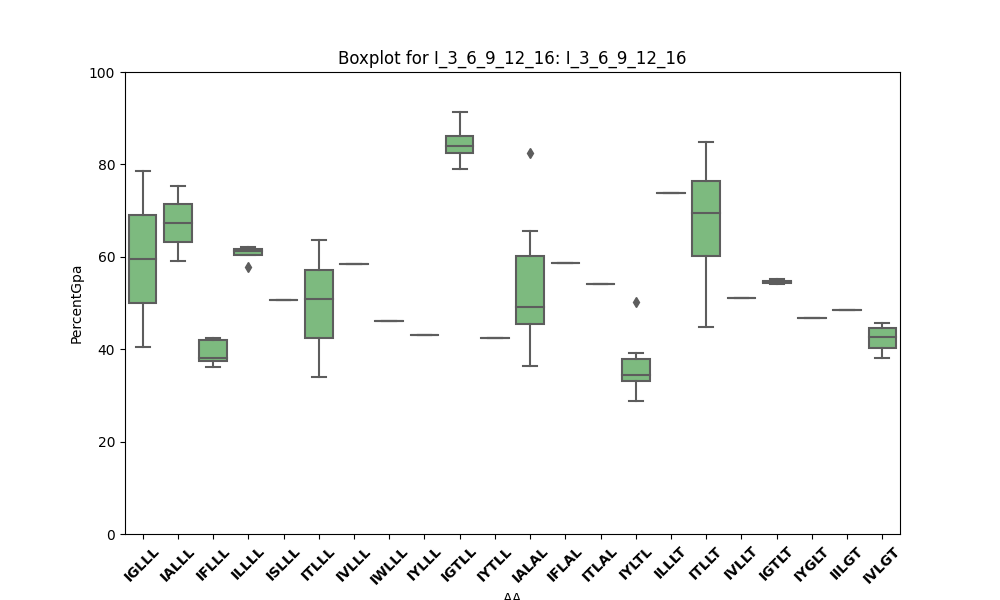 Boxplot for I_3_6_9_12_16: I_3_6_9_12_16
100
80
60
40
20
0
PercentGpa
IGLLL IALLL IFLLL ILLLL ISLLL ITLLL IVLLL IWLLL IYLLL IGTLL IYTLL IALAL IFLAL ITLAL IYLTL ILLLT ITLLT IVLLT IGTLT IYGLT IILGT IVLGT
AA